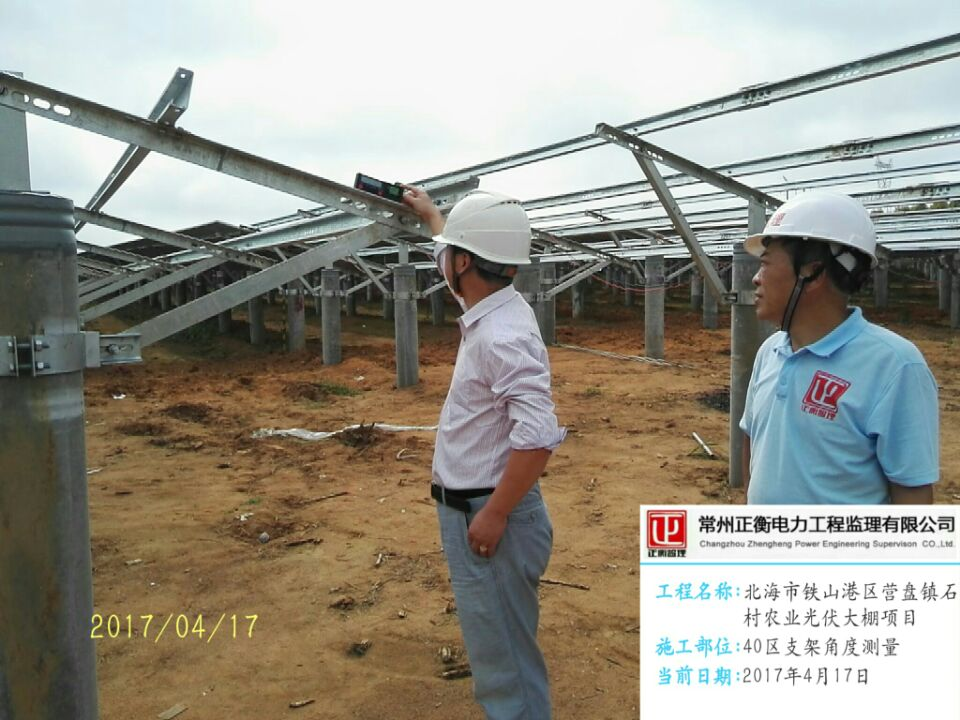 正衡监理
2017/04/17
正衡监理
常州正衡电力工程监理有限公司
Changzhou Zhengheng Power Engineering Supervison CO.,Ltd.
工程名称:北海市铁山港区营盘镇石
村农业光伏大棚项目
施工部位:40区支架角度测量
当前日期:2017年4月17日